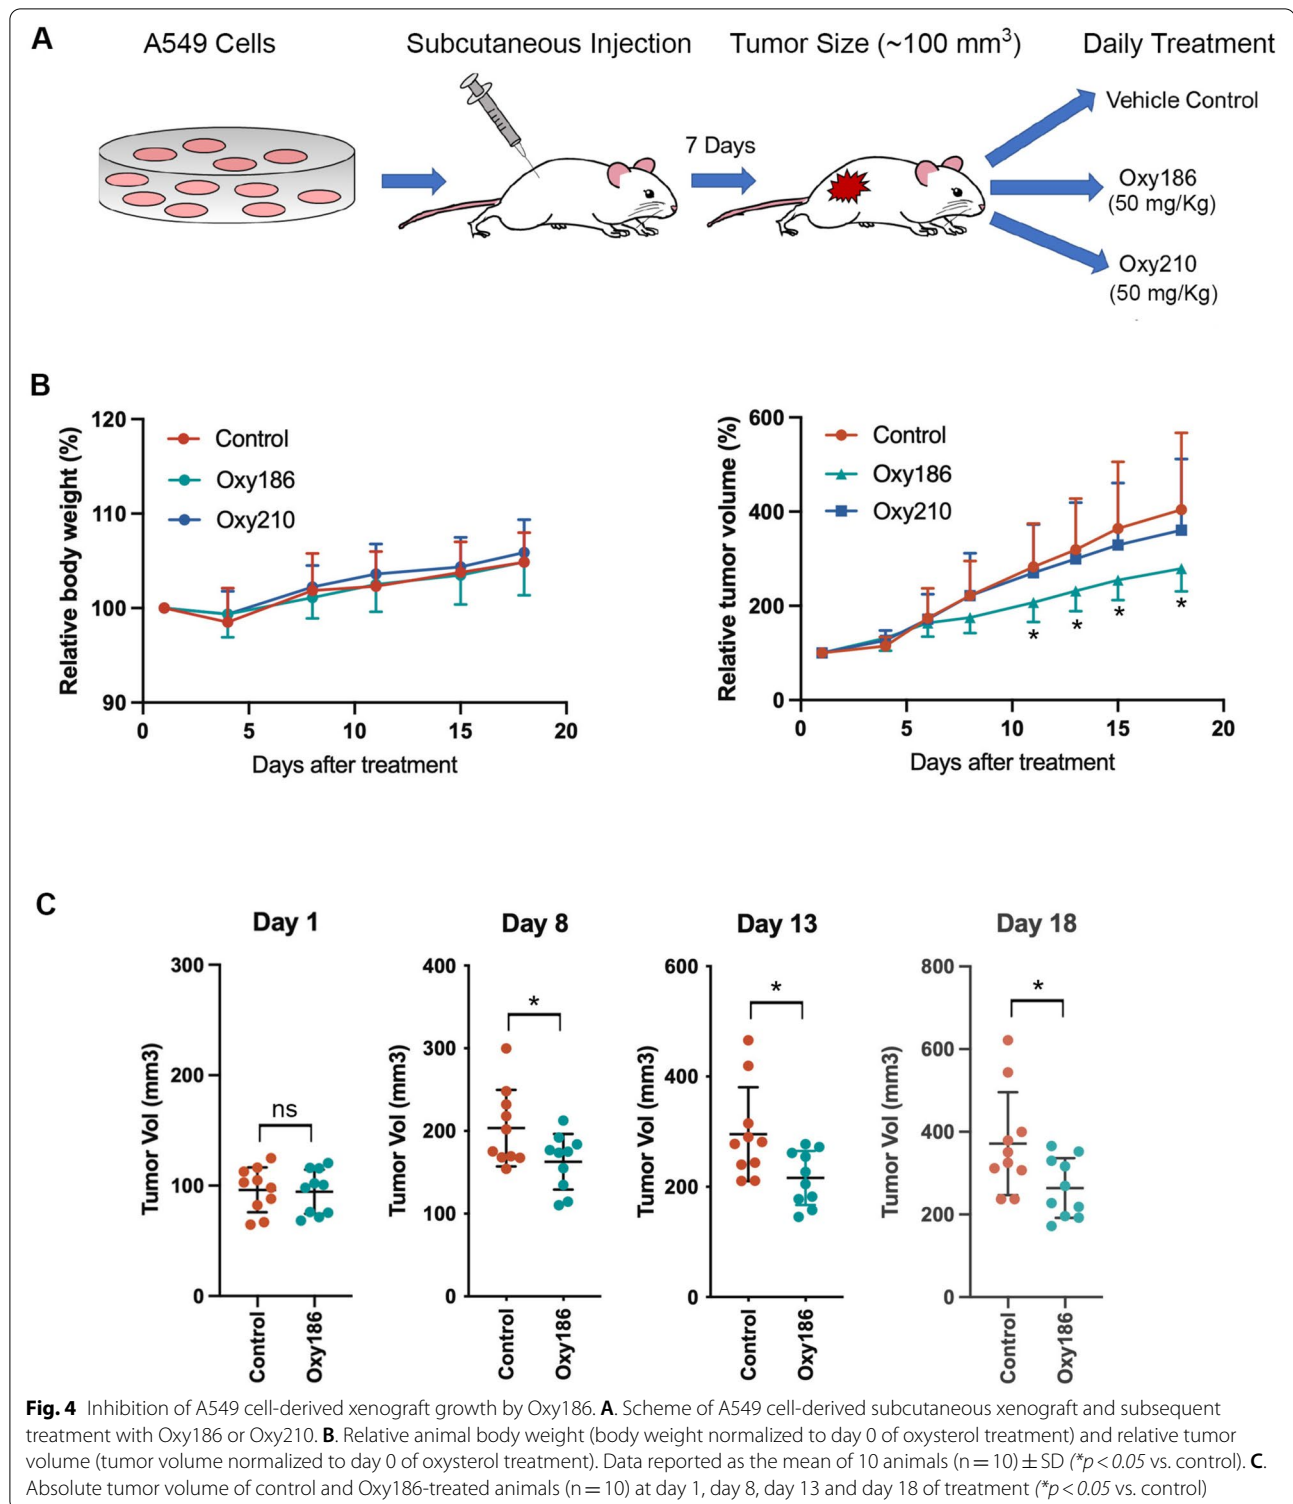 A
A549 Cells
Subcutaneous Injection
Tumor Size (~100 mm³)
Daily Treatment
7 Days
Vehicle Control
Oxy186
(50 mg/Kg)
Oxy210
(50 mg/Kg)
B
Relative body weight (%)
120
110
100
90
Control
Oxy186
Oxy210
0 5 10 15 20
Days after treatment
Relative tumor volume (%)
600
400
200
0
Control
Oxy186
Oxy210
* * * *
0 5 10 15 20
Days after treatment
C
Day 1
Tumor Vol (mm3)
300
200
100
0
ns
Control Oxy186
Day 8
Tumor Vol (mm3)
400
300
200
100
0
*
Control Oxy186
Day 13
Tumor Vol (mm3)
600
400
200
0
*
Control Oxy186
Day 18
Tumor Vol (mm3)
800
600
400
200
0
*
Control Oxy186
Fig. 4 Inhibition of A549 cell-derived xenograft growth by Oxy186. A. Scheme of A549 cell-derived subcutaneous xenograft and subsequent
treatment with Oxy186 or Oxy210. B. Relative animal body weight (body weight normalized to day 0 of oxysterol treatment) and relative tumor
volume (tumor volume normalized to day 0 of oxysterol treatment). Data reported as the mean of 10 animals (n = 10) ± SD (*p < 0.05 vs. control). C.
Absolute tumor volume of control and Oxy186-treated animals (n = 10) at day 1, day 8, day 13 and day 18 of treatment (*p < 0.05 vs. control)